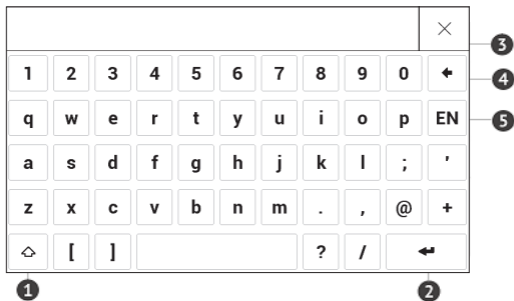 3
1 2 3 4 5 6 7 8 9 0 4
q w e r t y u i o p EN 5
a s d f g h j k l ; '
z x c v b n m . , @ +
[ ] ? /
1 2